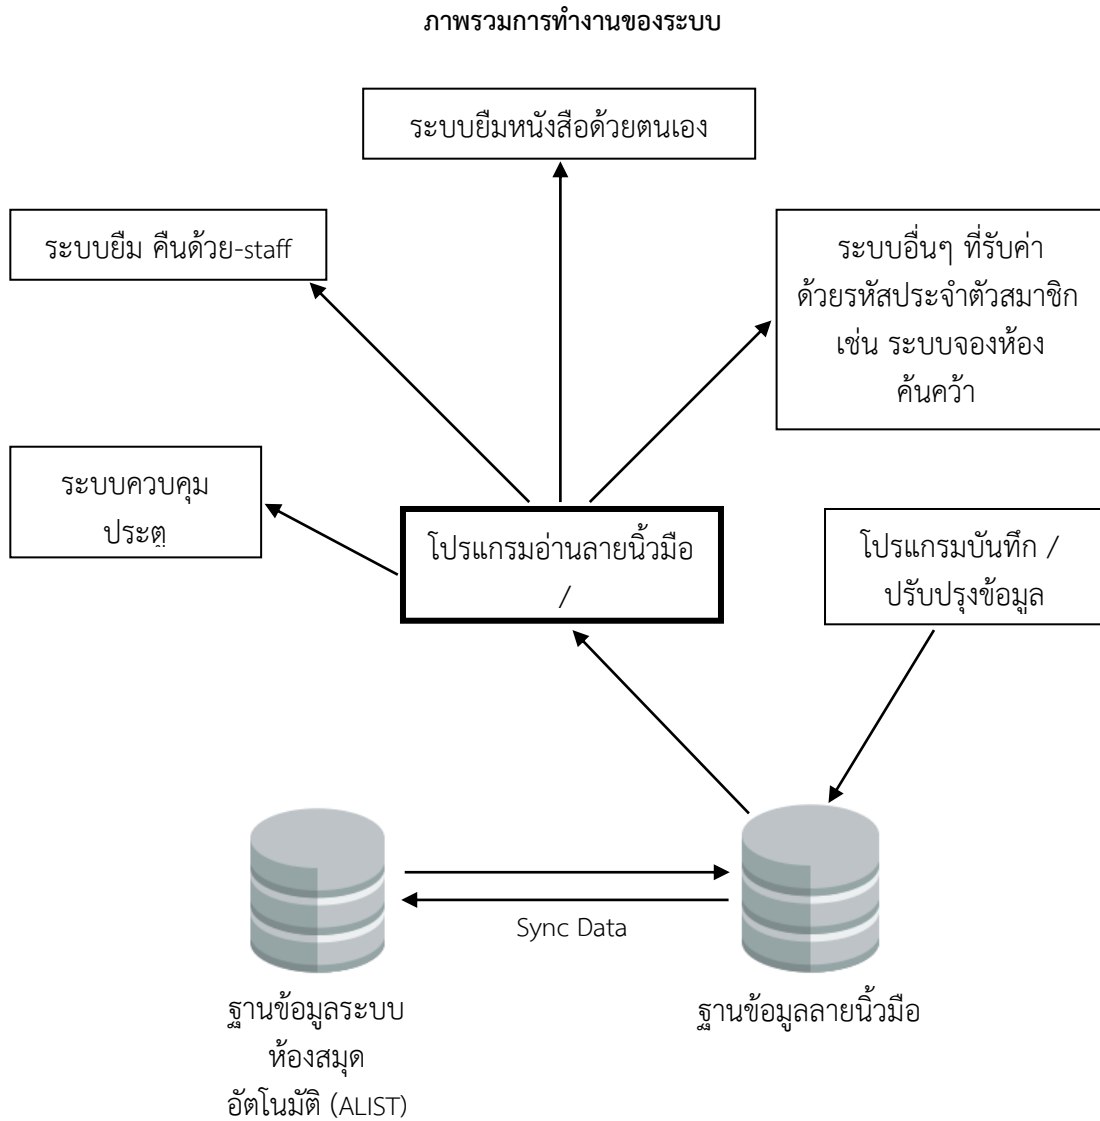 ภาพรวมการทำงานของระบบ
ระบบยืมหนังสือด้วยตนเอง
ระบบยืม คืนด้วย-staff
ระบบอื่นๆ ที่รับค่า
ด้วยรหัสประจำตัวสมาชิก
เช่น ระบบจองห้อง
ค้นคว้า
ระบบควบคุม
ประตู
โปรแกรมอ่านลายนิ้วมือ
/
โปรแกรมบันทึก /
ปรับปรุงข้อมูล
Sync Data
ฐานข้อมูลระบบ
ห้องสมุด
อัตโนมัติ (ALIST)
ฐานข้อมูลลายนิ้วมือ